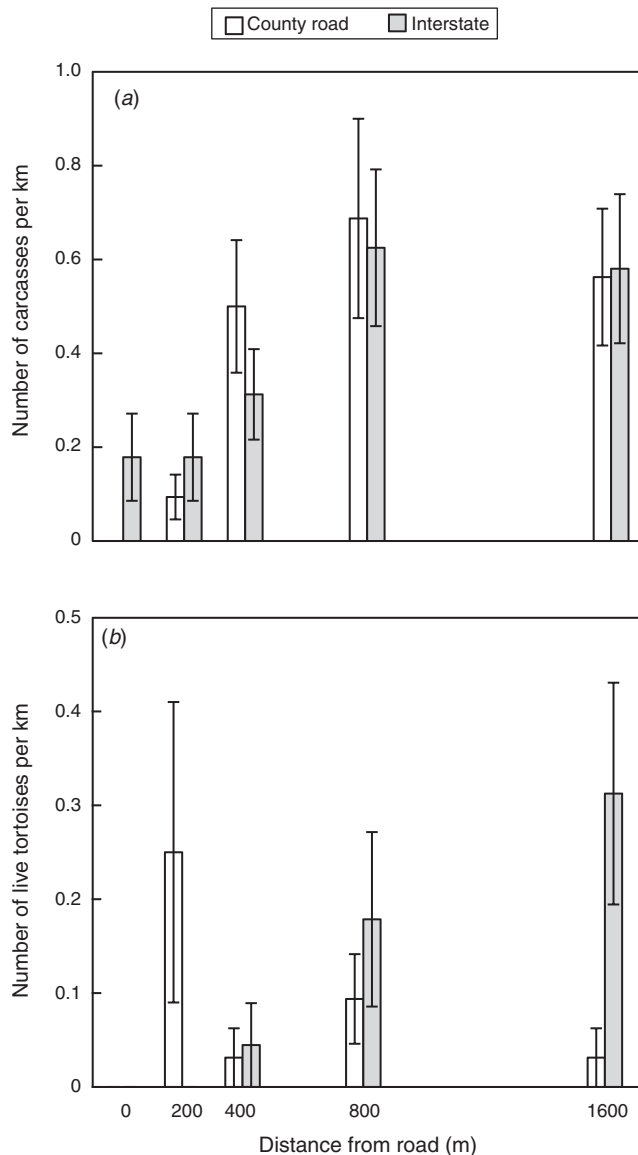 County road Interstate
(a)
Number of carcasses per km
1.0
0.8
0.6
0.4
0.2
0
(b)
Number of live tortoises per km
0.5
0.4
0.3
0.2
0.1
0
0 200 400 800 1600
Distance from road (m)